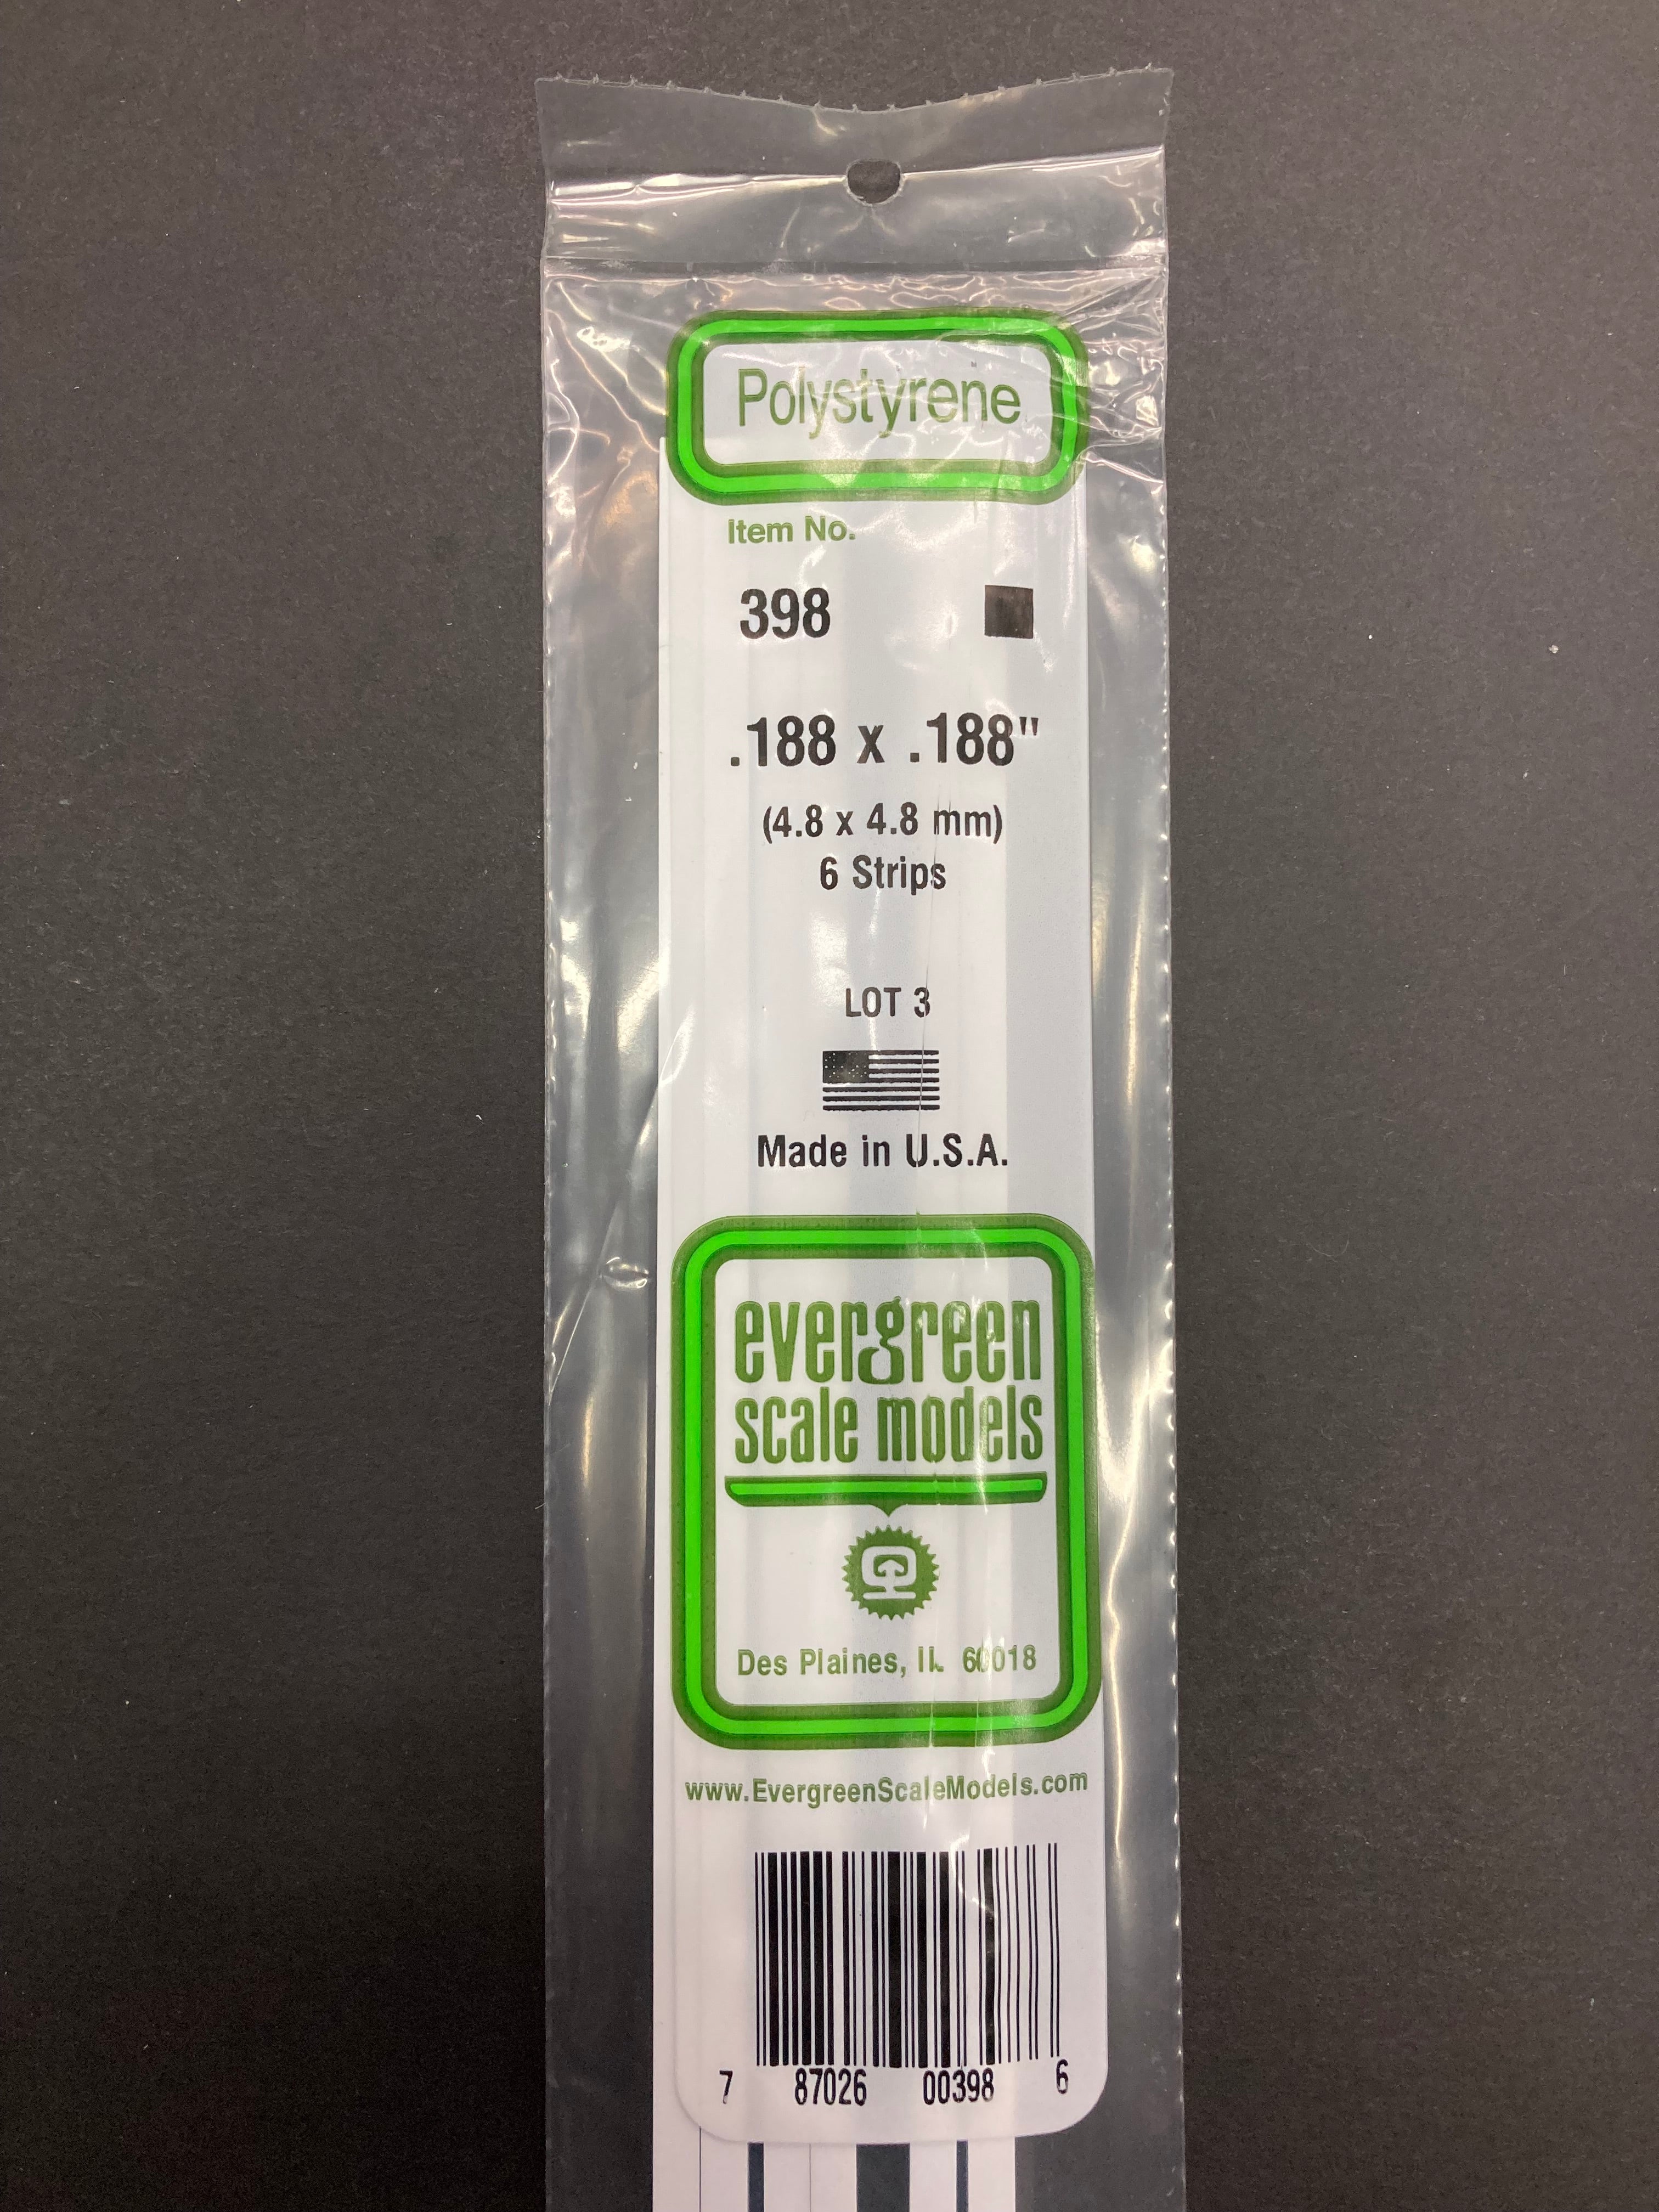 Polystyrene
Item No.
398
.188 x .188"
(4.8 x 4.8 mm)
6 Strips
LOT 3
Made in U.S.A.
evergreen
scale models
Des Plaines, IL 60018
www.EvergreenScaleModels.com
7 87026 00398 6